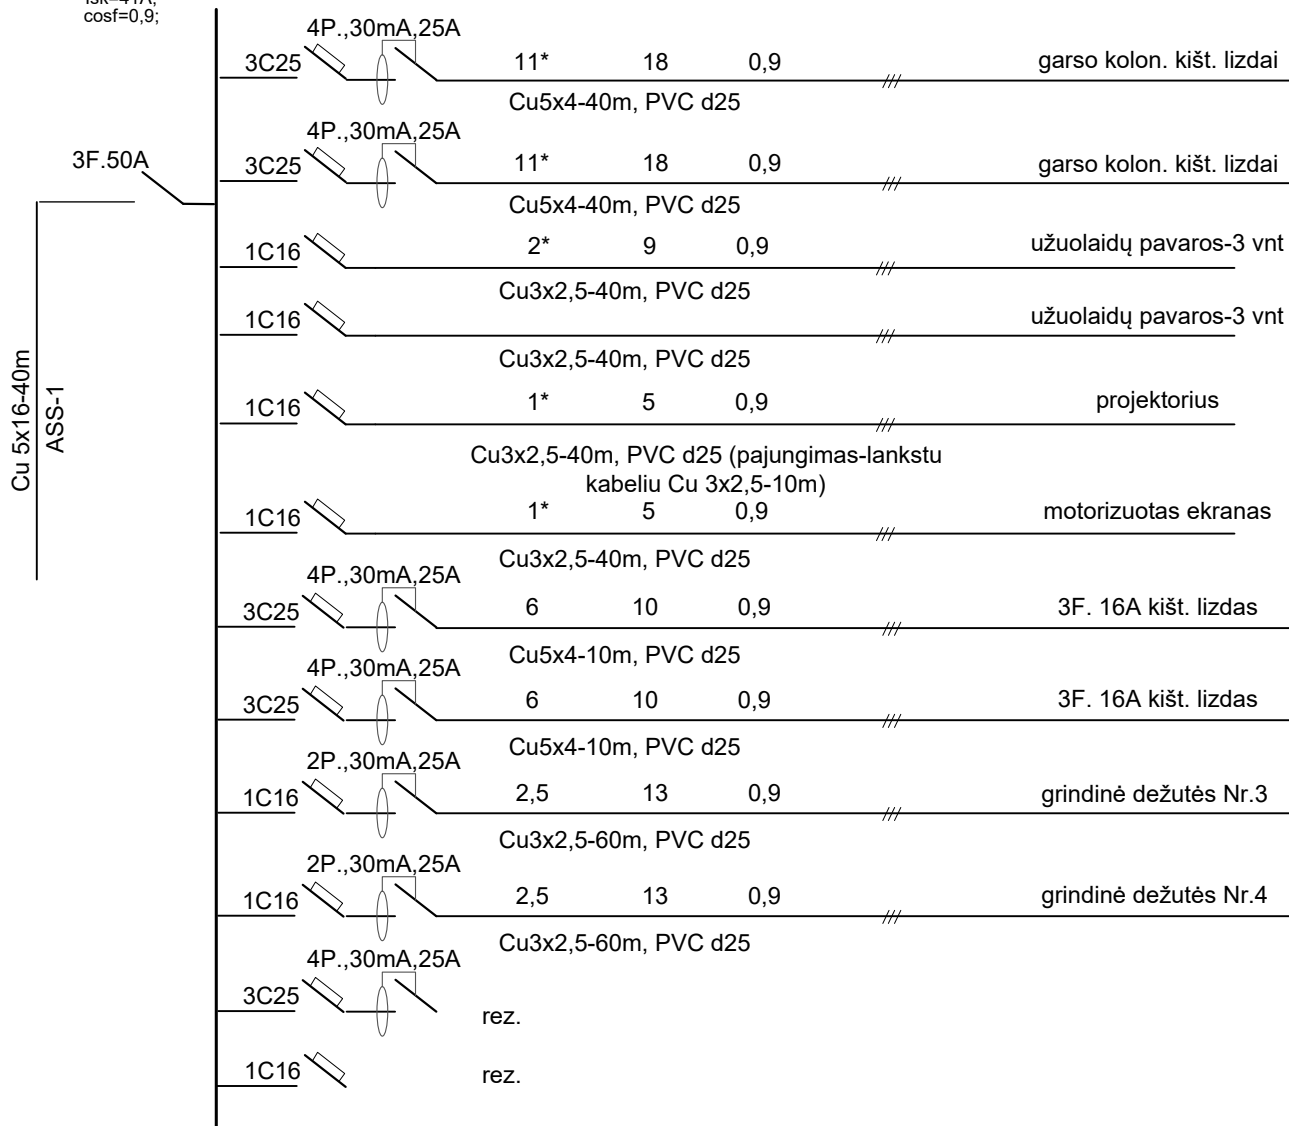 cosf=0,9;
4P.,30mA,25A
3C25 11* 18 0,9 garso kolon. kišt. lizdai
Cu5x4-40m, PVC d25
4P.,30mA,25A
3F.50A
3C25 11* 18 0,9 garso kolon. kišt. lizdai
Cu5x4-40m, PVC d25
1C16 2* 9 0,9 užuolaidų pavaros-3 vnt
Cu3x2,5-40m, PVC d25
1C16 užuolaidų pavaros-3 vnt
Cu3x2,5-40m, PVC d25
Cu 5x16-40m
ASS-1
1C16 1* 5 0,9 projektorius
Cu3x2,5-40m, PVC d25 (pajungimas-lankstu
kabeliu Cu 3x2,5-10m)
1C16 1* 5 0,9 motorizuotas ekranas
Cu3x2,5-40m, PVC d25
4P.,30mA,25A
3C25 6 10 0,9 3F. 16A kišt. lizdas
Cu5x4-10m, PVC d25
4P.,30mA,25A
3C25 6 10 0,9 3F. 16A kišt. lizdas
Cu5x4-10m, PVC d25
2P.,30mA,25A
1C16 2,5 13 0,9 grindinė dežutės Nr.3
Cu3x2,5-60m, PVC d25
2P.,30mA,25A
1C16 2,5 13 0,9 grindinė dežutės Nr.4
Cu3x2,5-60m, PVC d25
4P.,30mA,25A
3C25 rez.
1C16 rez.